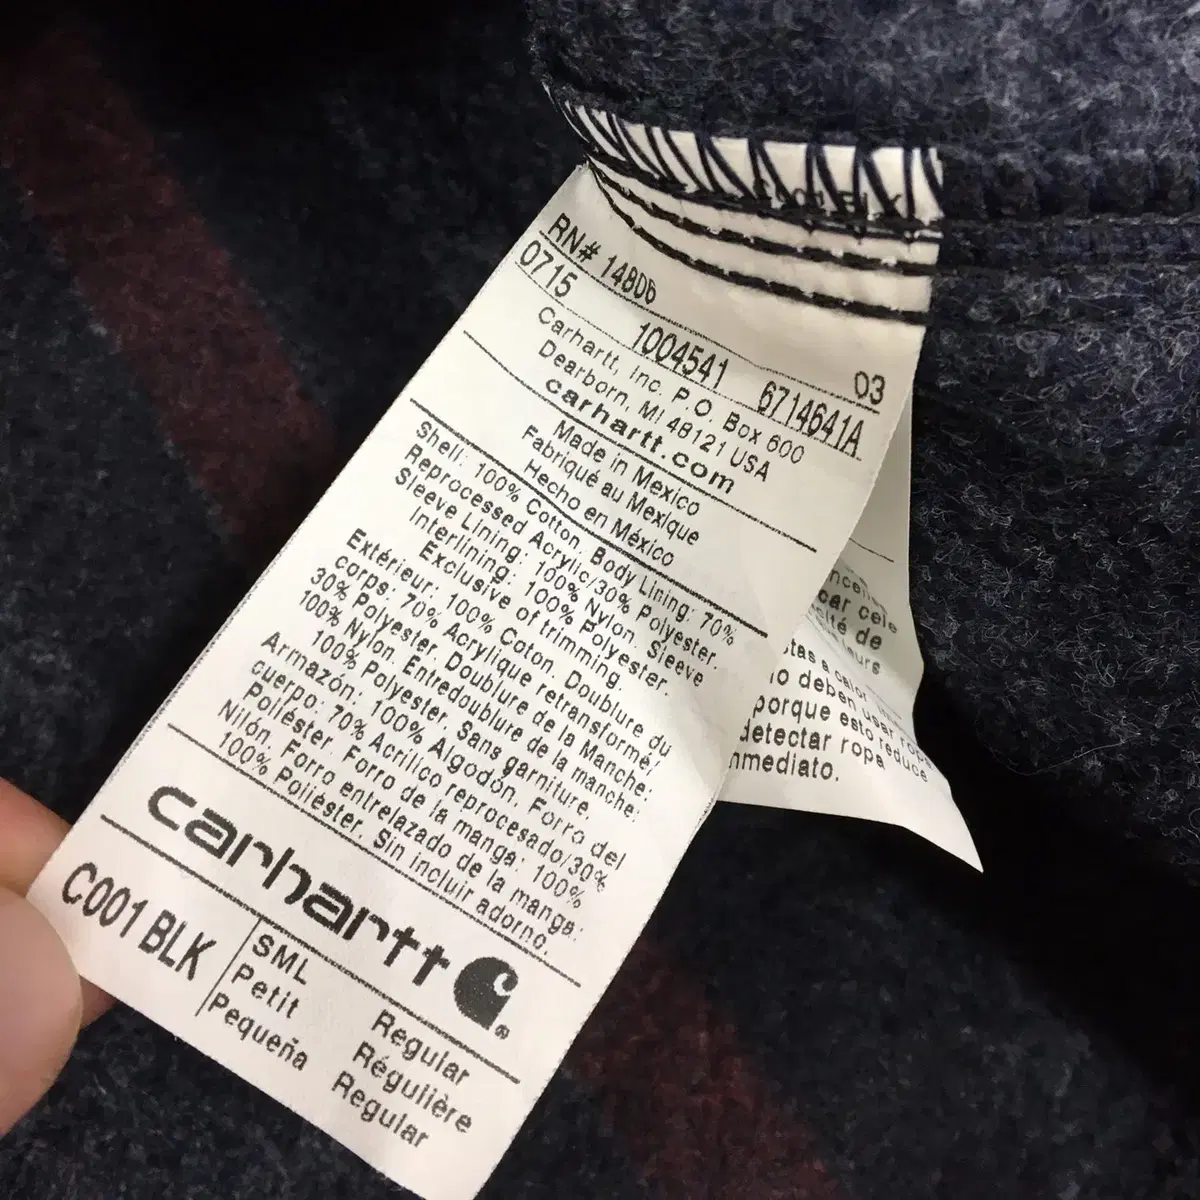 RN# 14806
0715 1004541 03
6714641A
Carhartt, Inc. P.O. Box 600
Dearborn, MI 48121 USA
carhartt.com
Made in Mexico
Fabriqué au Mexique
Hecho en México
Shell: 100% Cotton. Body Lining: 70%
Reprocessed Acrylic/30% Polyester.
Sleeve Lining: 100% Nylon. Sleeve
Interlining: 100% Polyester.
Exclusive of trimming.
Extérieur: 100% Coton. Doublure du
corps: 70% Acrylique retransformé/
30% Polyester. Doublure de la Manche:
100% Nylon. Entredoublure de la manche:
100% Polyester. Sans garniture.
Armazón: 100% Algodón. Forro del
cuerpo: 70% Acrílico reprocesado/30%
Poliéster. Forro de la manga: 100%
Nilón. Forro entrelazado de la manga:
100% Poliéster. Sin incluir adorno.
carhartt
C001 BLK
SML Regular
Petit Régulière
Pequeña Regular
car cele
de
a calor
no deben usar ropa
porque esto reduce
detectar ropa